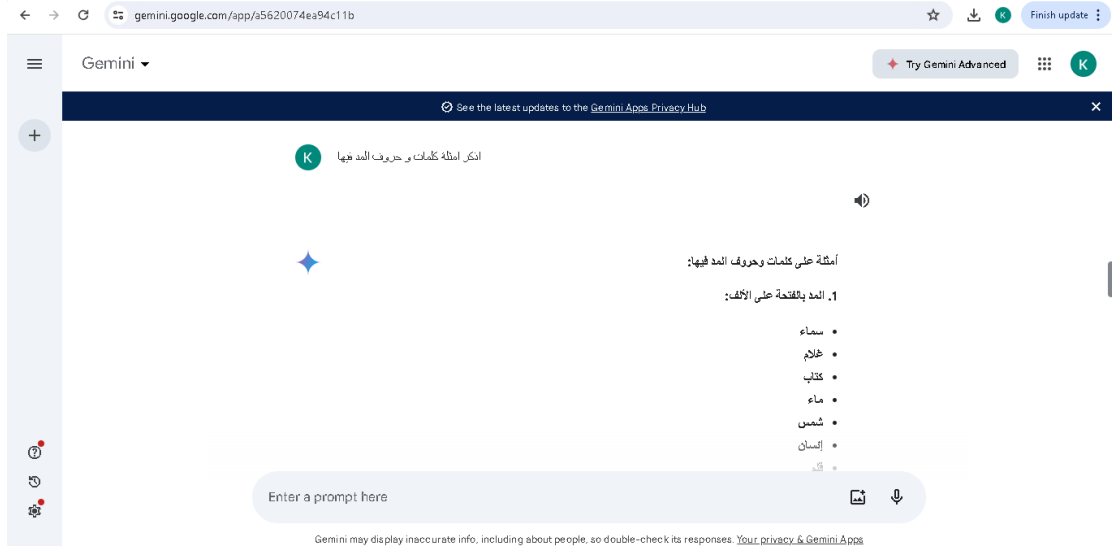 gemini.google.com/app/a5620074ea94c11b
K
Finish update
Gemini
Try Gemini Advanced
K
See the latest updates to the Gemini Apps Privacy Hub
K
اذكر امثلة كلمات و حروف المد فيها
أمثلة على كلمات وحروف المد فيها:
1. المد بالفتحة على الألف:
• سماء
• غلام
• كتاب
• ماء
• شمس
• إنسان
• قلم
Enter a prompt here
Gemini may display inaccurate info, including about people, so double-check its responses. Your privacy & Gemini Apps